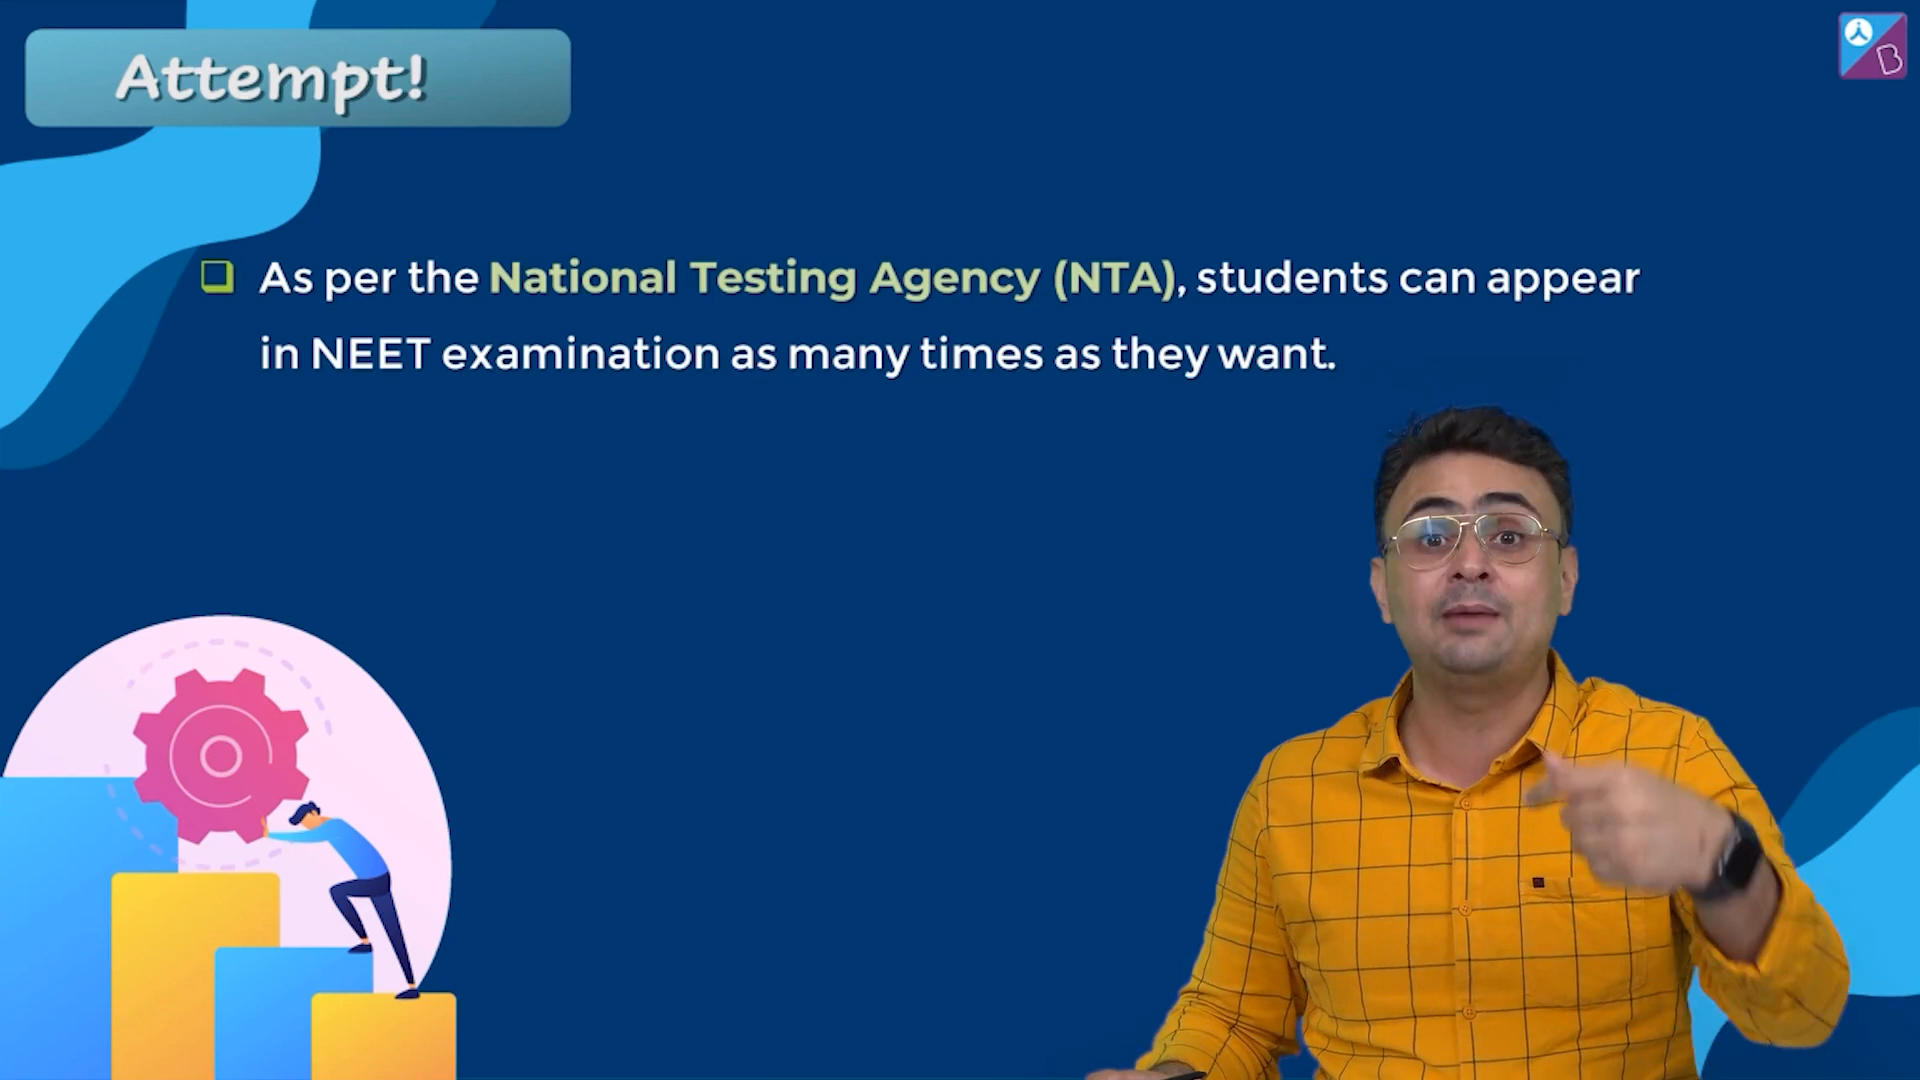 Attempt!
As per the National Testing Agency (NTA), students can appear
in NEET examination as many times as they want.
B